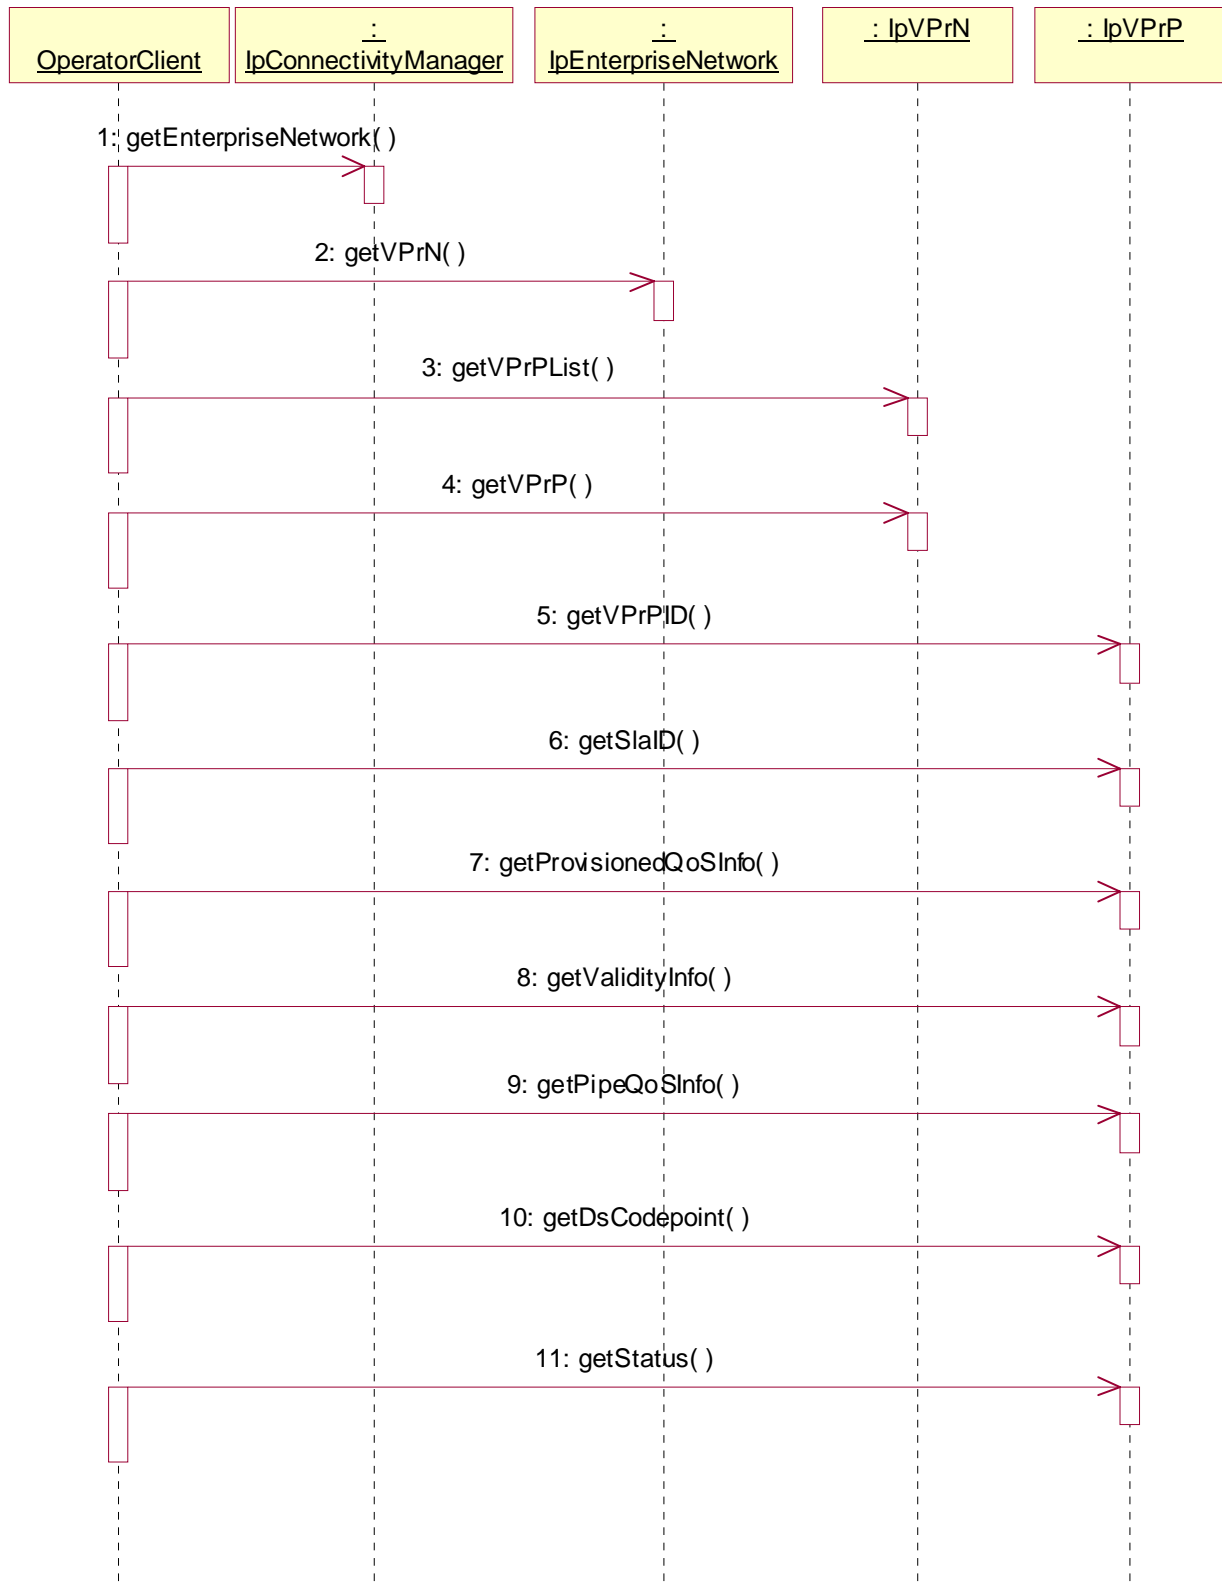 OperatorClient
:
IpConnectivityManager
:
IpEnterpriseNetwork
: IpVPrN
: IpVPrP
1: getEnterpriseNetwork( )
2: getVPrN( )
3: getVPrPList( )
4: getVPrP( )
5: getVPrPID( )
6: getSlaID( )
7: getProvisionedQoSInfo( )
8: getValidityInfo( )
9: getPipeQoSInfo( )
10: getDsCodepoint( )
11: getStatus( )